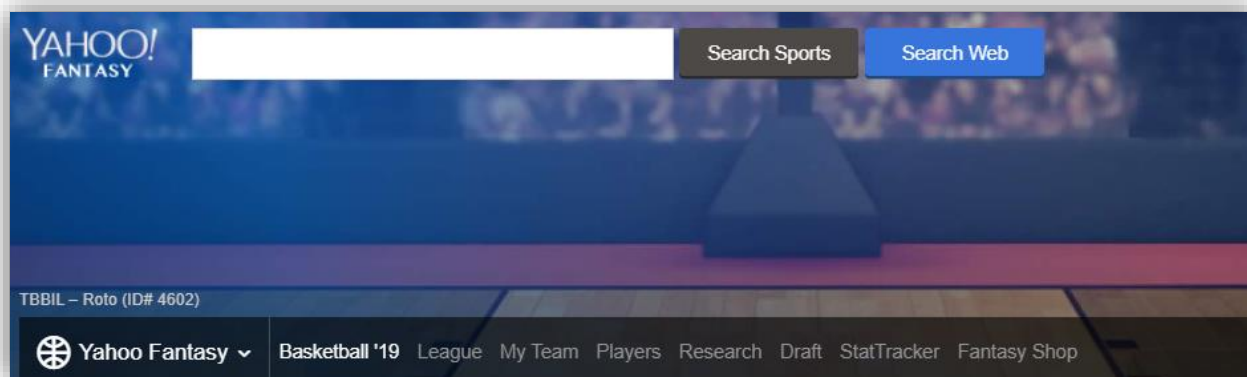 YAHOO!
FANTASY
Search Sports
Search Web
TBBIL – Roto (ID# 4602)
Yahoo Fantasy
Basketball '19 League My Team Players Research Draft StatTracker Fantasy Shop